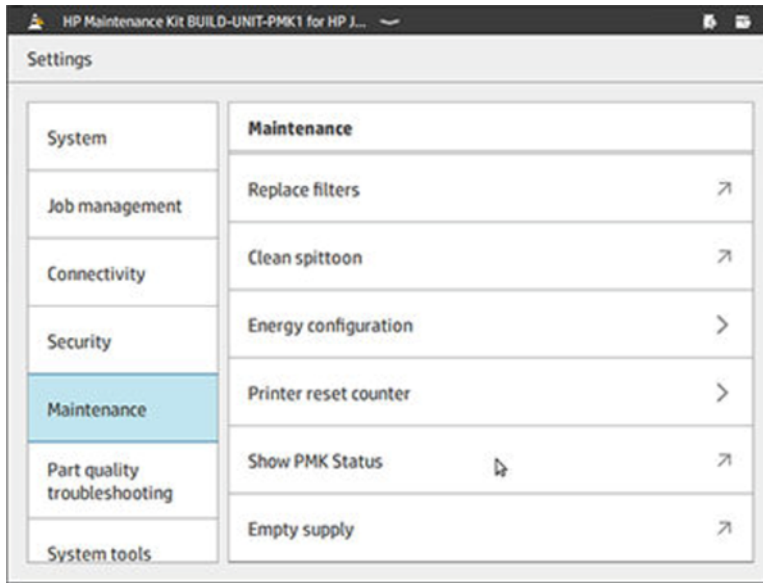 HP Maintenance Kit BUILD-UNIT-PMK1 for HP J...
Settings
System
Job management
Connectivity
Security
Maintenance
Part quality
troubleshooting
System tools
Maintenance
Replace filters
Clean spittoon
Energy configuration
Printer reset counter
Show PMK Status
Empty supply